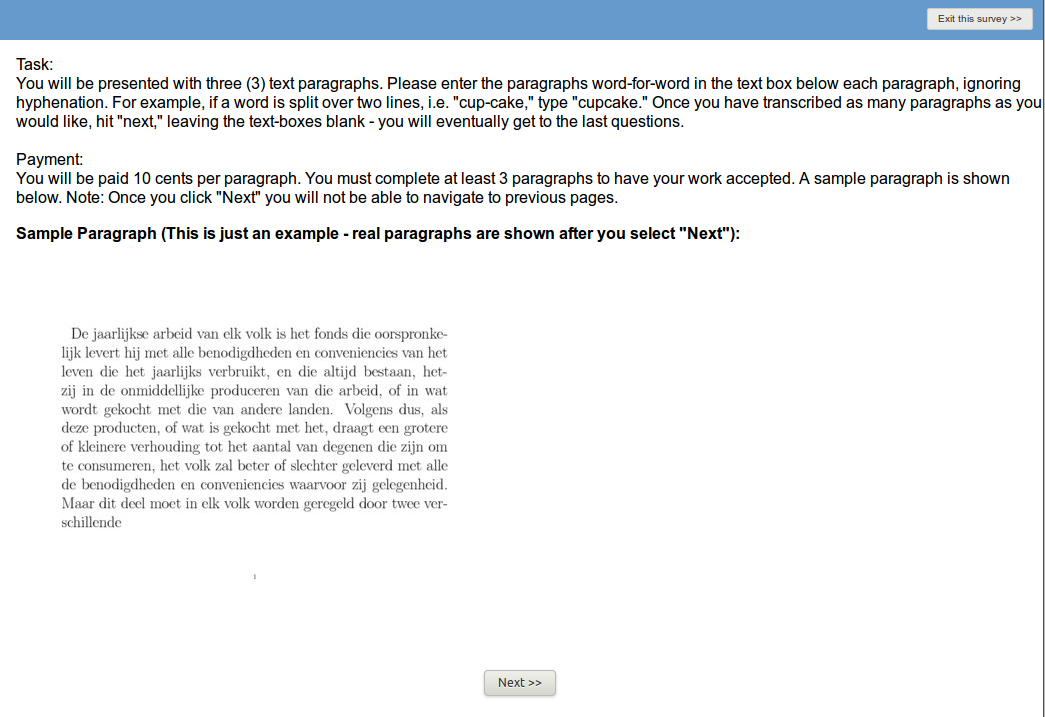 Exit this survey >>
Task:
You will be presented with three (3) text paragraphs. Please enter the paragraphs word-for-word in the text box below each paragraph, ignoring
hyphenation. For example, if a word is split over two lines, i.e. "cup-cake," type "cupcake." Once you have transcribed as many paragraphs as you
would like, hit "next," leaving the text-boxes blank - you will eventually get to the last questions.
Payment:
You will be paid 10 cents per paragraph. You must complete at least 3 paragraphs to have your work accepted. A sample paragraph is shown
below. Note: Once you click "Next" you will not be able to navigate to previous pages.
Sample Paragraph (This is just an example - real paragraphs are shown after you select "Next"):
De jaarlijkse arbeid van elk volk is het fonds die oorspronke-
lijk levert hij met alle benodigdheden en conveniencies van het
leven die het jaarlijks verbruikt, en die altijd bestaan, het-
zij in de onmiddellijke produceren van die arbeid, of in wat
wordt gekocht met die van andere landen. Volgens dus, als
deze producten, of wat is gekocht met het, draagt een grotere
of kleinere verhouding tot het aantal van degenen die zijn om
te consumeren, het volk zal beter of slechter geleverd met alle
de benodigdheden en conveniencies waarvoor zij gelegenheid.
Maar dit deel moet in elk volk worden geregeld door twee ver-
schillende
1
Next >>